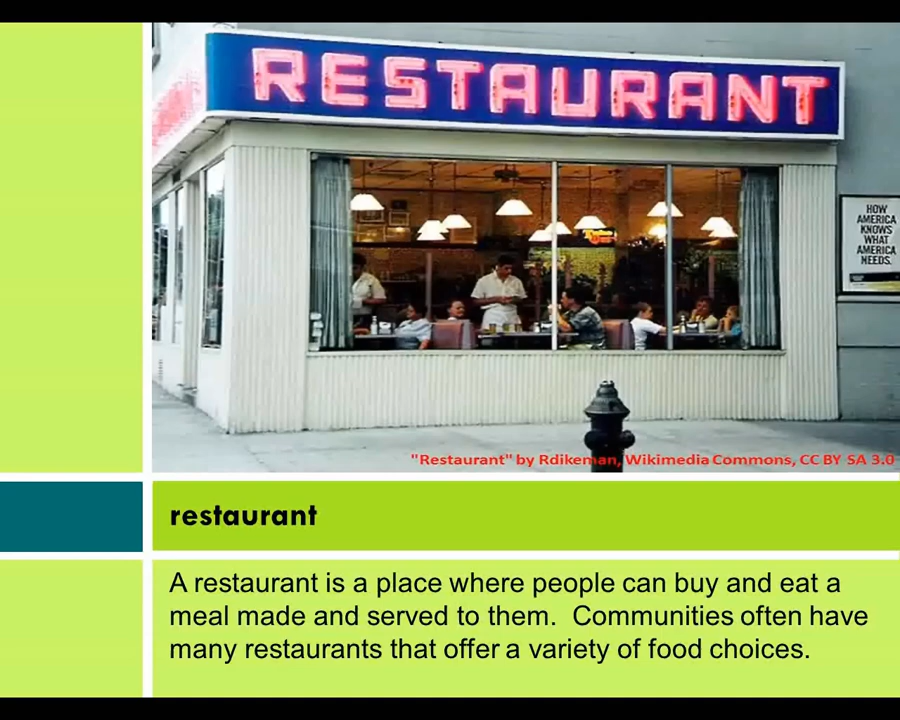 RESTAURANT
HOW
AMERICA
KNOWS
WHAT
AMERICA
NEEDS.
"Restaurant" by Rdikeman, Wikimedia Commons, CC BY SA 3.0
restaurant
A restaurant is a place where people can buy and eat a
meal made and served to them.  Communities often have
many restaurants that offer a variety of food choices.